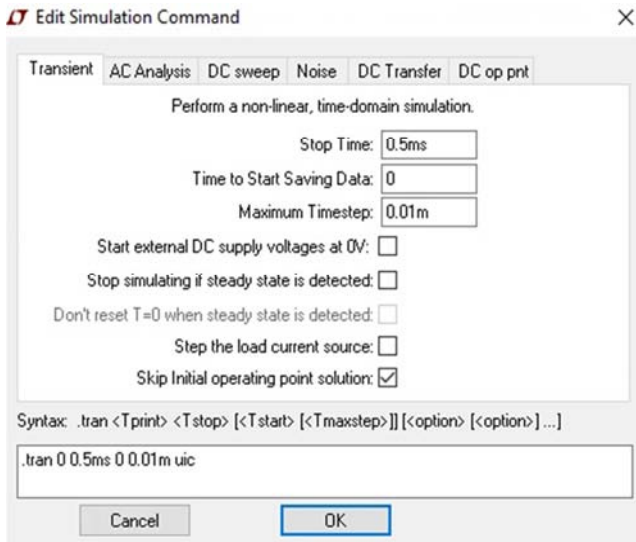 Edit Simulation Command
Transient AC Analysis DC sweep Noise DC Transfer DC op pnt
Perform a non-linear, time-domain simulation.
Stop Time: 0.5ms
Time to Start Saving Data: 0
Maximum Timestep: 0.01m
Start external DC supply voltages at 0V:
Stop simulating if steady state is detected:
Don't reset T=0 when steady state is detected:
Step the load current source:
Skip Initial operating point solution:
Syntax: .tran <Tprint> <Tstop> [<Tstart> [<Tmaxstep>]] [<option> [<option>] ...]
.tran 0 0.5ms 0 0.01m uic
Cancel OK